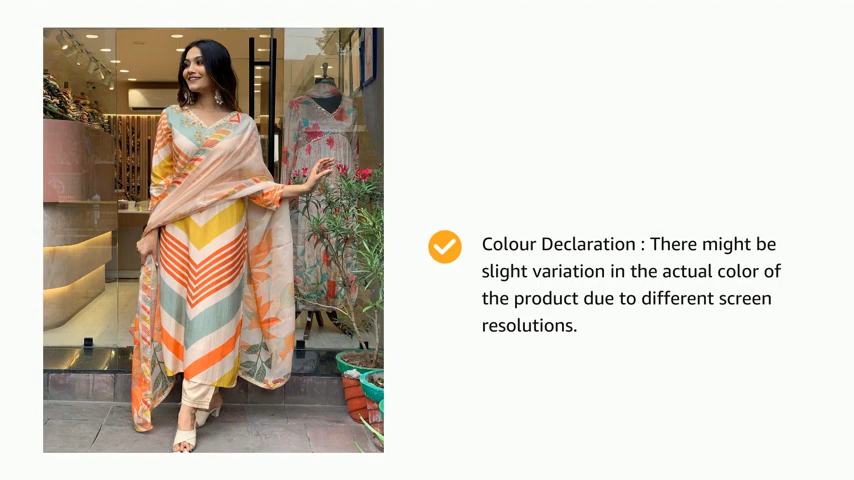 Colour Declaration : There might be
slight variation in the actual color of
the product due to different screen
resolutions.